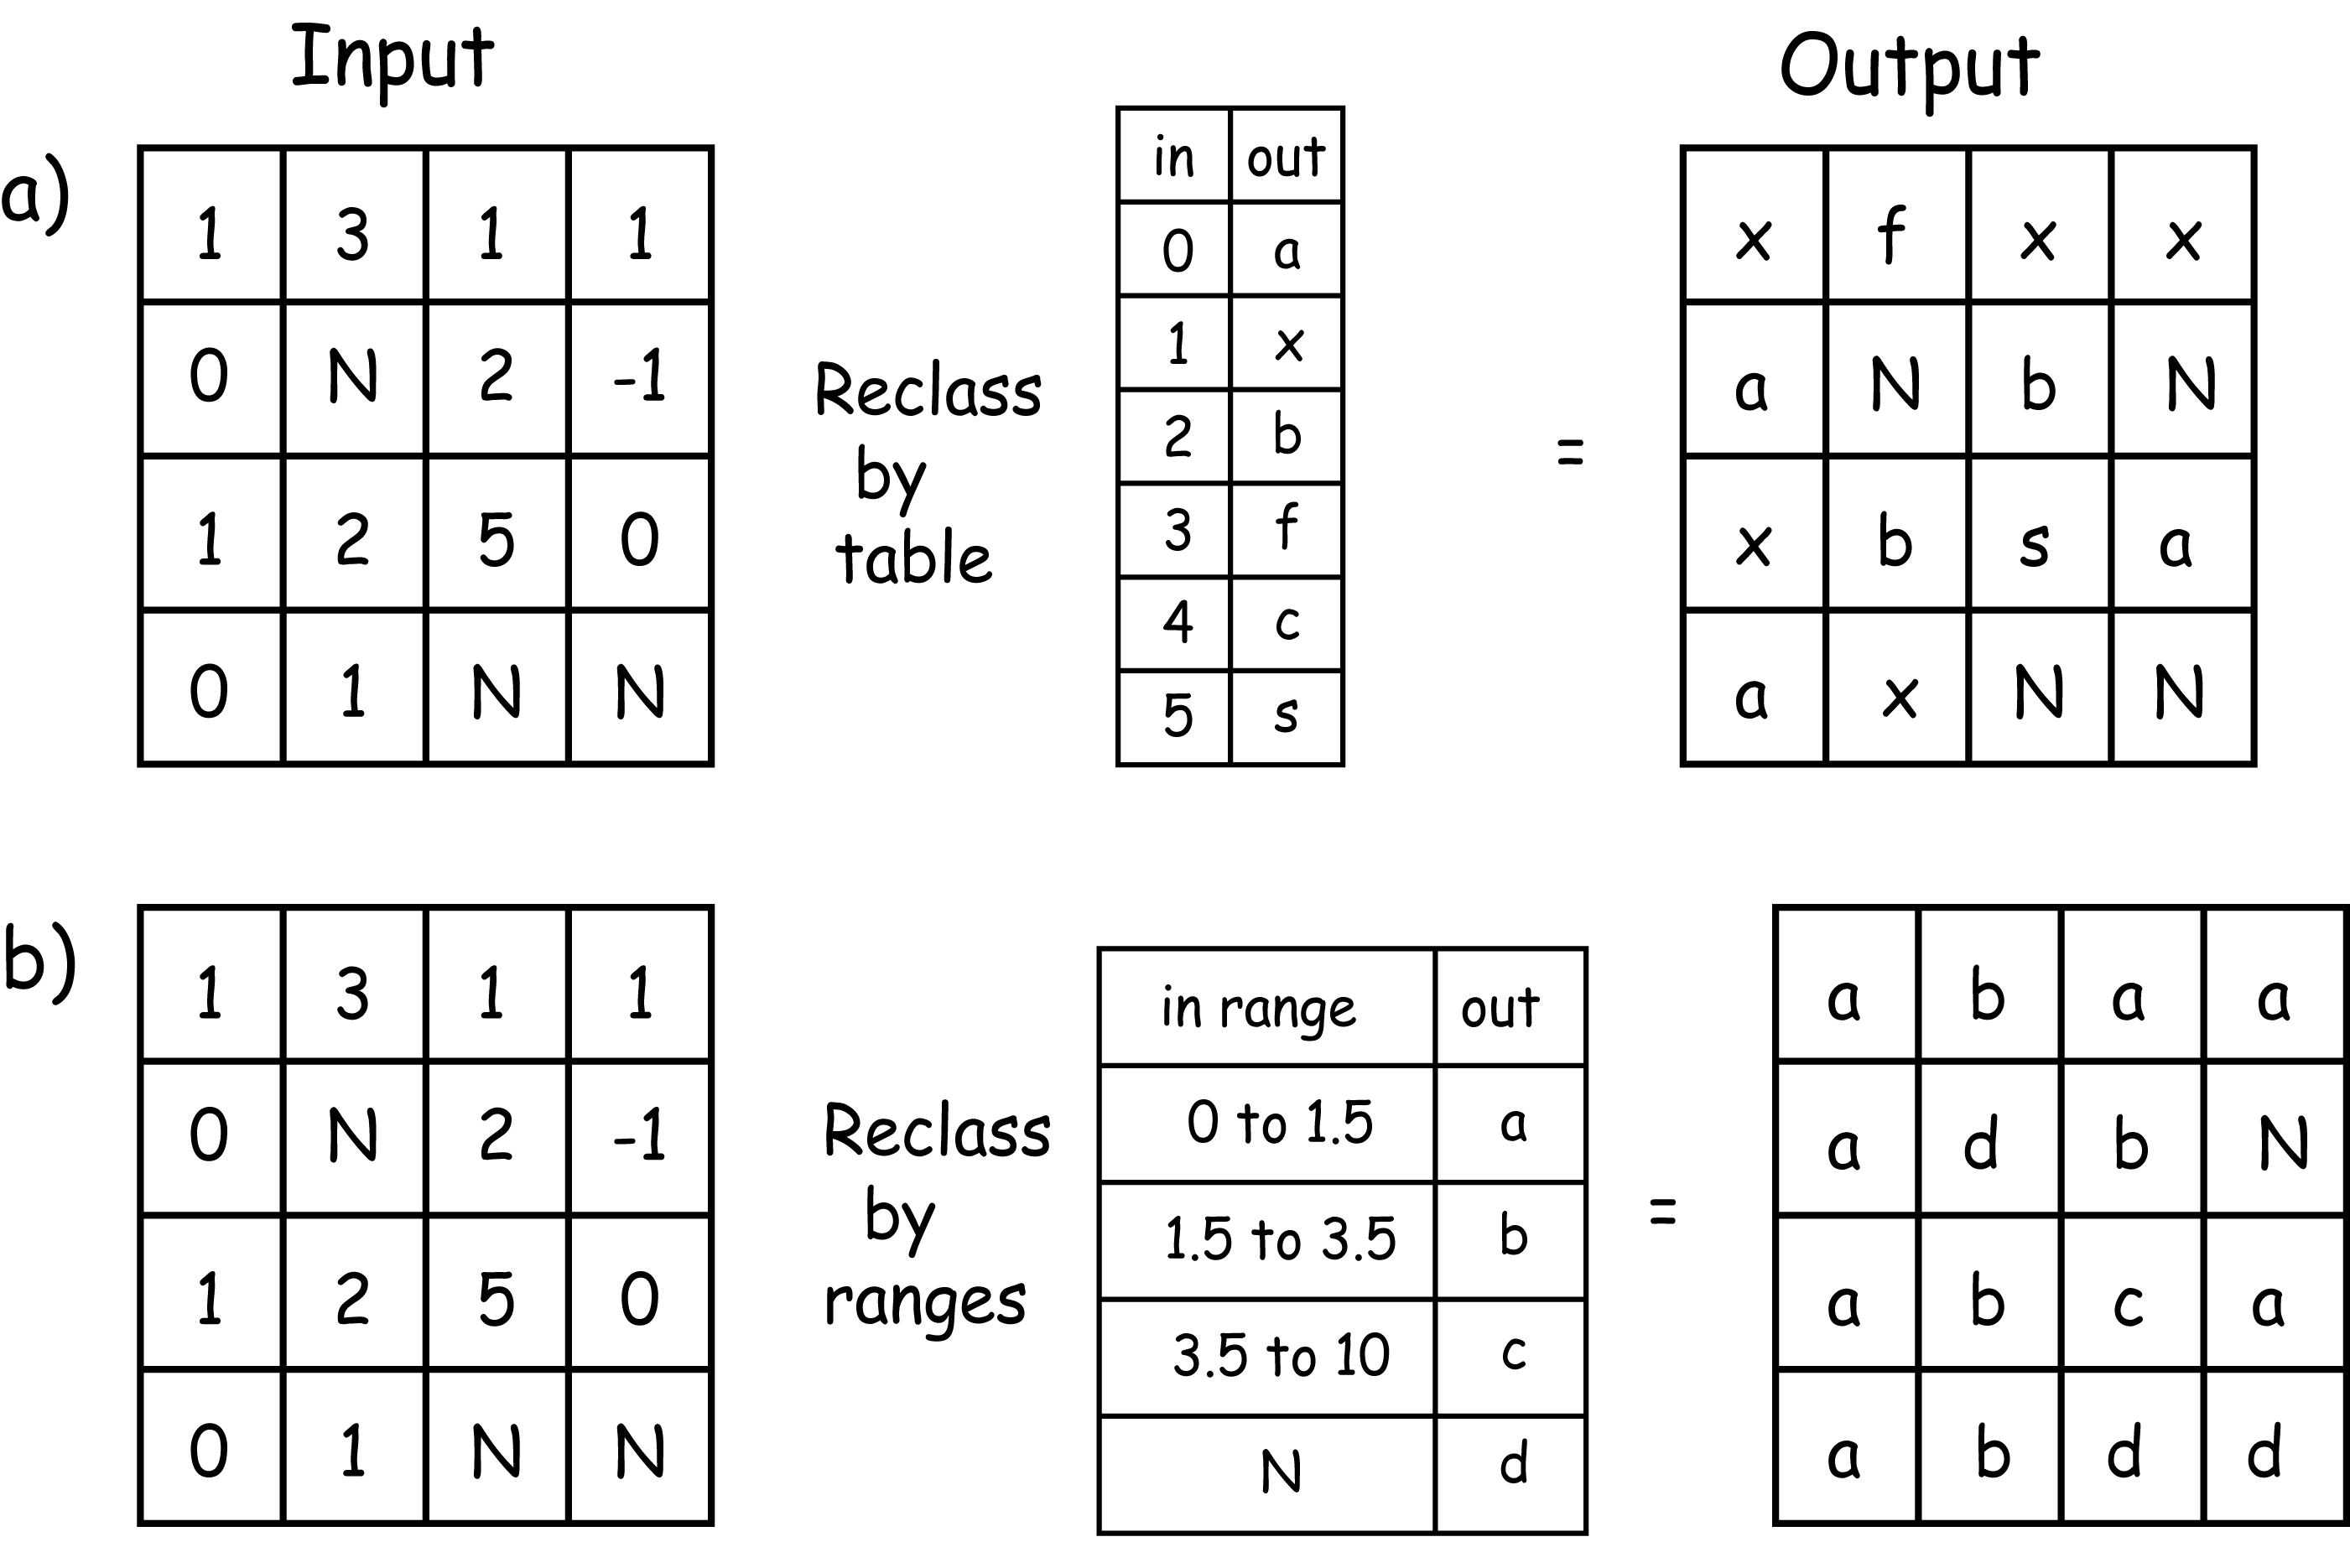 Input
Output
a)
1 3 1 1
0 N 2 -1
1 2 5 0
0 1 N N
Reclass
by
table
in out
0 a
1 x
2 b
3 f
4 c
5 s
=
x f x x
a N b N
x b s a
a x N N
b)
1 3 1 1
0 N 2 -1
1 2 5 0
0 1 N N
Reclass
by
ranges
in range out
0 to 1.5 a
1.5 to 3.5 b
3.5 to 10 c
N d
=
a b a a
a d b N
a b c a
a b d d